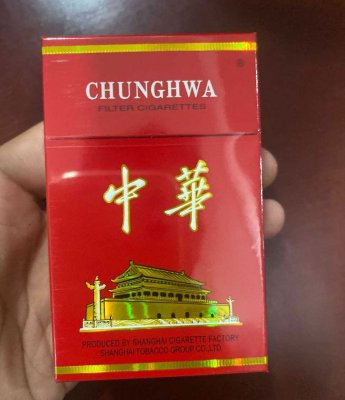 ®
CHUNGHWA
FILTER CIGARETTES
中華
PRODUCED BY SHANGHAI CIGARETTE FACTORY
SHANGHAI TOBACCO GROUP CO.,LTD.